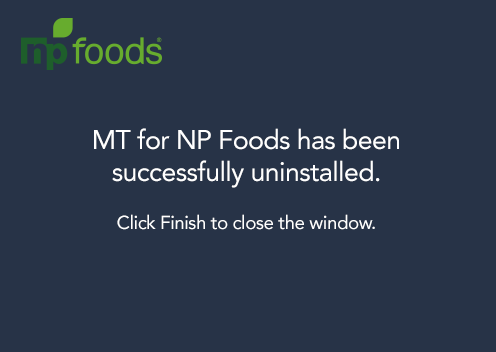 np foods®
MT for NP Foods has been
successfully uninstalled.
Click Finish to close the window.